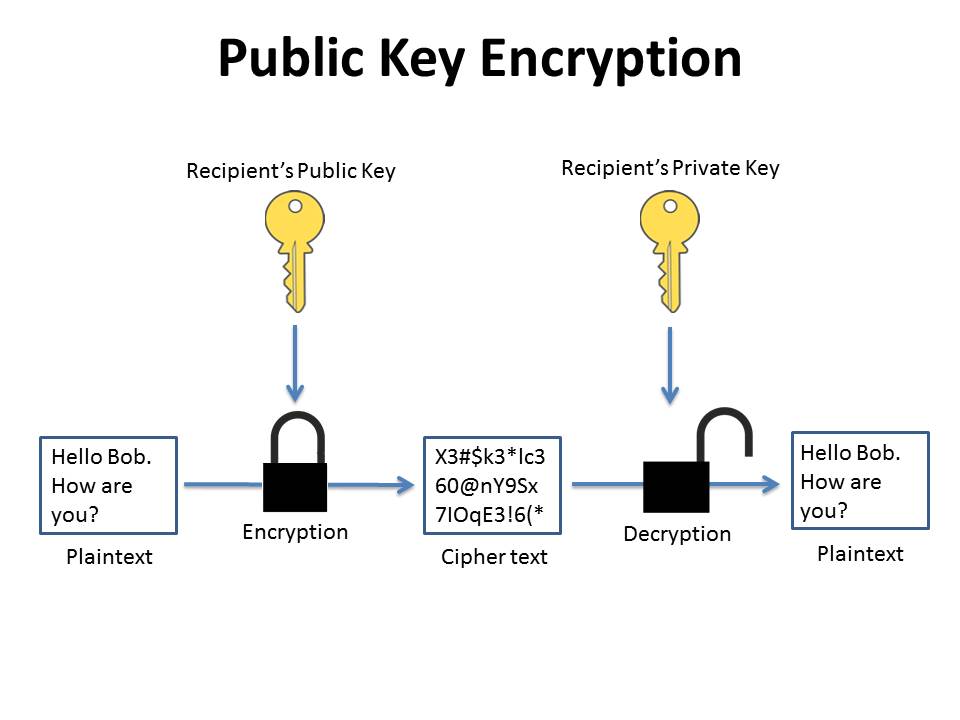 Public Key Encryption
Recipient's Public Key
Recipient's Private Key
Hello Bob.
How are
you?
Plaintext
Encryption
X3#$k3*lc3
60@nY9Sx
7IOqE3!6(*
Cipher text
Decryption
Hello Bob.
How are
you?
Plaintext